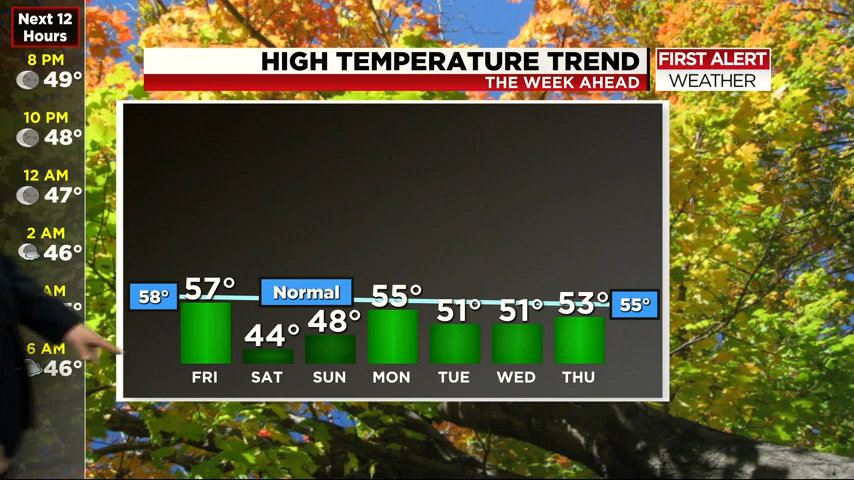 Next 12
Hours
8 PM
49°
10 PM
48°
12 AM
47°
2 AM
46°
AM
6 AM
46°
HIGH TEMPERATURE TREND
THE WEEK AHEAD
FIRST ALERT
WEATHER
58°
Normal
55°
57°
44°
48°
55°
51°
51°
53°
FRI
SAT
SUN
MON
TUE
WED
THU